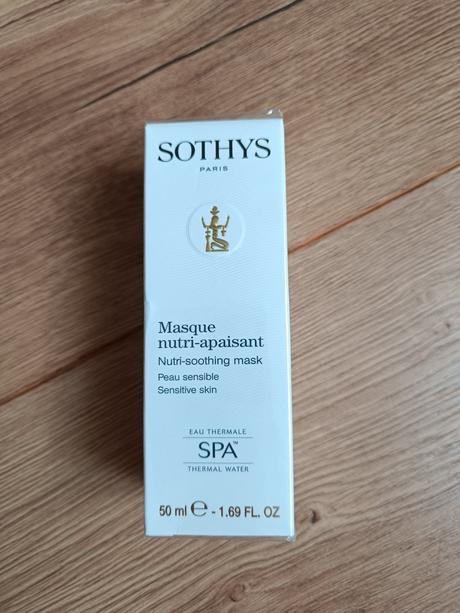 SOTHYS
PARIS
Masque
nutri-apaisant
Nutri-soothing mask
Peau sensible
Sensitive skin
EAU THERMALE
SPA™
THERMAL WATER
50 ml ℮ - 1.69 FL. OZ